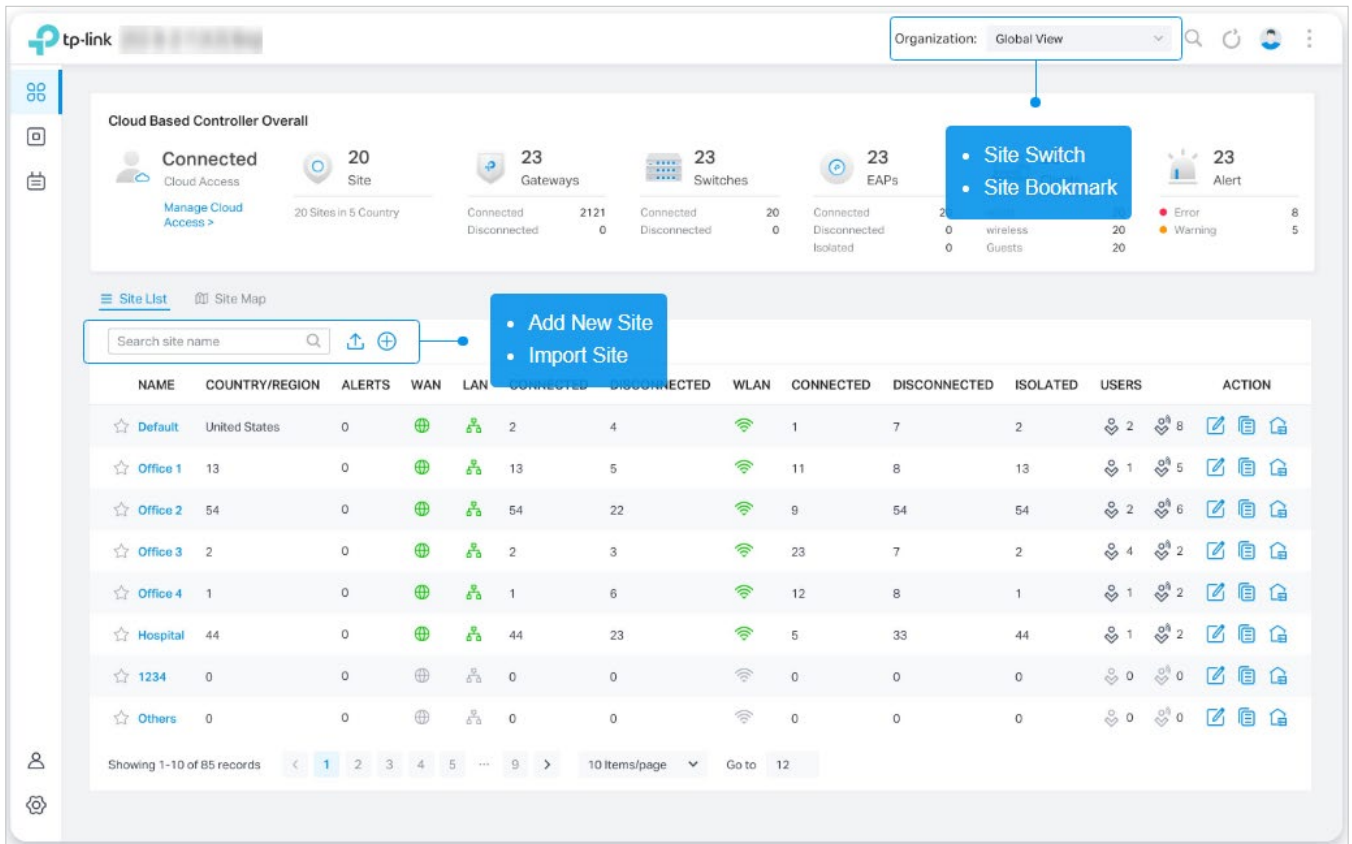 tp-link
Organization: Global View
Cloud Based Controller Overall
Connected
Cloud Access
Manage Cloud
Access >
20
Site
20 Sites in 5 Country
23
Gateways
Connected 2121
Disconnected 0
23
Switches
Connected 20
Disconnected 0
23
EAPs
Connected
Disconnected 0
Isolated 0
wireless 20
Guests 20
23
Alert
Error 8
Warning 5
• Site Switch
• Site Bookmark
Site List Site Map
Search site name
• Add New Site
• Import Site
NAME COUNTRY/REGION ALERTS WAN LAN CONNECTED DISCONNECTED WLAN CONNECTED DISCONNECTED ISOLATED USERS ACTION
Default United States 0 2 4 1 7 2 2 8
Office 1 13 0 13 5 11 8 13 1 5
Office 2 54 0 54 22 9 54 54 2 6
Office 3 2 0 2 3 23 7 2 4 2
Office 4 1 0 1 6 12 8 1 1 2
Hospital 44 0 44 23 5 33 44 1 2
1234 0 0 0 0 0 0 0 0 0
Others 0 0 0 0 0 0 0 0 0
Showing 1-10 of 85 records < 1 2 3 4 5 ··· 9 > 10 Items/page Go to 12